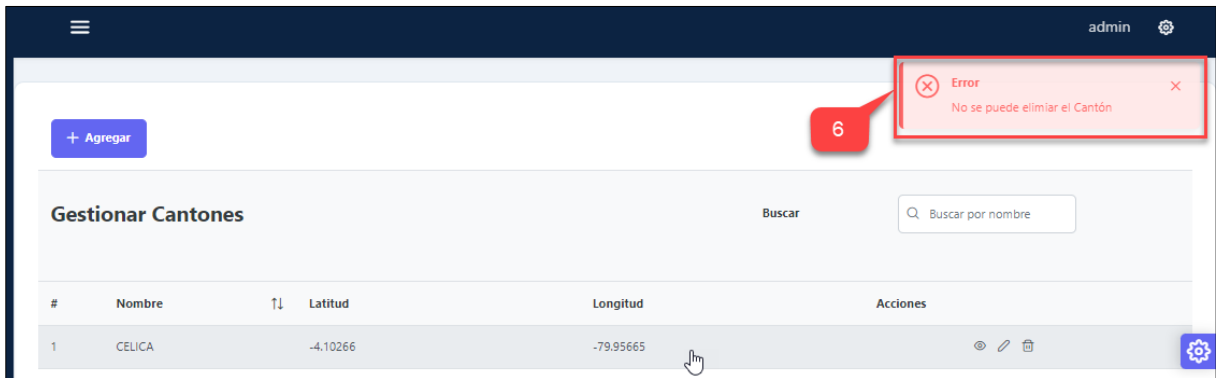 admin
Error
No se puede elimiar el Cantón
6
+ Agregar
Gestionar Cantones
Buscar
Buscar por nombre
# Nombre Latitud Longitud Acciones
1 CELICA -4.10266 -79.95665